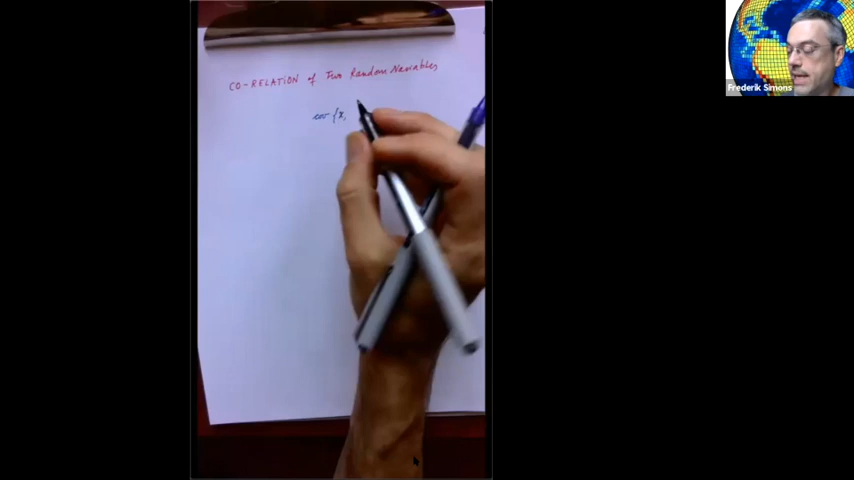 CO-RELATION of Two Random Variables
cov {X,
Frederik Simons